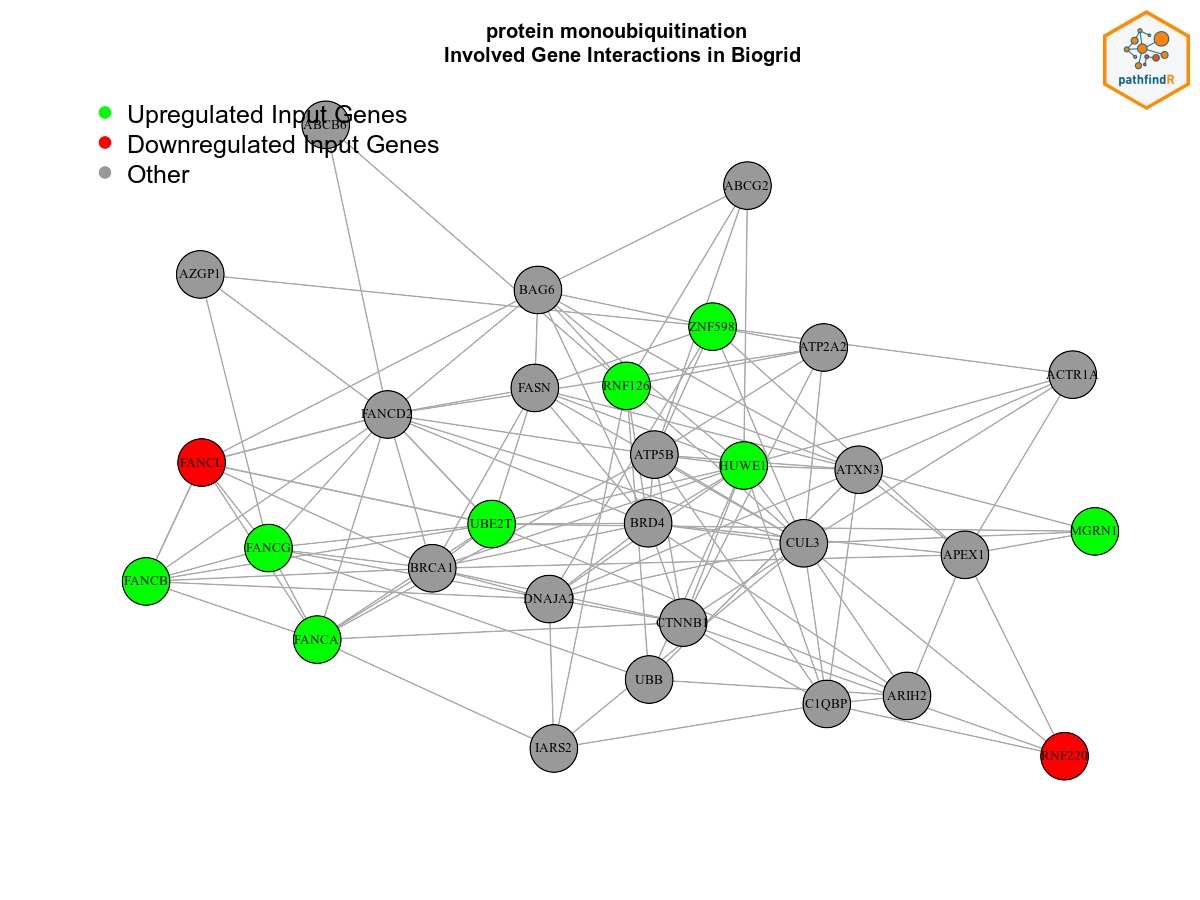 protein monoubiquitination
Involved Gene Interactions in Biogrid
pathfindR
Upregulated Input Genes
Downregulated Input Genes
Other
ABCB6
ABCG2
AZGP1
BAG6
ZNF598
ATP2A2
ACTR1A
FASN
RNF126
FANCD2
FANCL
ATP5B
HUWE1
ATXN3
UBE2T
BRD4
MGRN1
FANCG
CUL3
APEX1
BRCA1
FANCB
DNAJA2
CTNNB1
FANCA
UBB
C1QBP
ARIH2
IARS2
RNF220